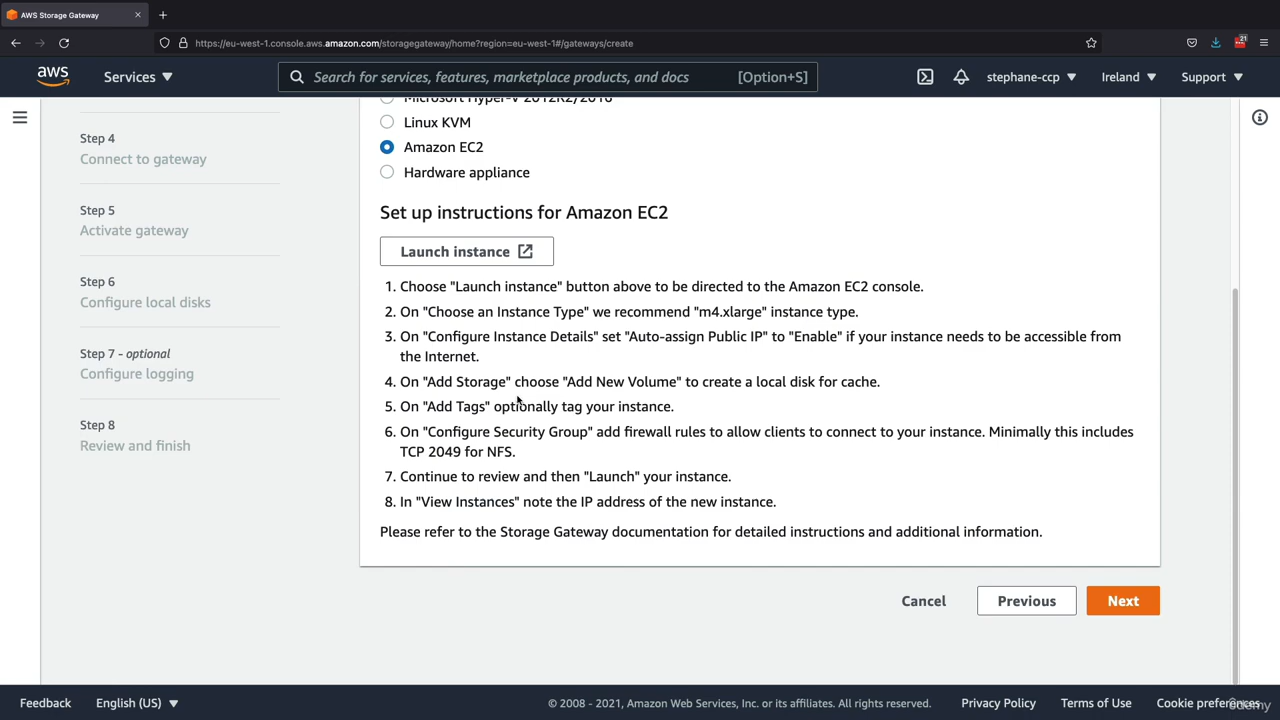 AWS Storage Gateway
https://eu-west-1.console.aws.amazon.com/storagegateway/home?region=eu-west-1#/gateways/create
21
aws
Services
Search for services, features, marketplace products, and docs
[Option+S]
stephane-ccp
Ireland
Support
Microsoft Hyper-V 2012R2/2016
Linux KVM
Amazon EC2
Hardware appliance
Step 4
Connect to gateway
Step 5
Activate gateway
Step 6
Configure local disks
Step 7 - optional
Configure logging
Step 8
Review and finish
Set up instructions for Amazon EC2
Launch instance
1. Choose "Launch instance" button above to be directed to the Amazon EC2 console.
2. On "Choose an Instance Type" we recommend "m4.xlarge" instance type.
3. On "Configure Instance Details" set "Auto-assign Public IP" to "Enable" if your instance needs to be accessible from
the Internet.
4. On "Add Storage" choose "Add New Volume" to create a local disk for cache.
5. On "Add Tags" optionally tag your instance.
6. On "Configure Security Group" add firewall rules to allow clients to connect to your instance. Minimally this includes
TCP 2049 for NFS.
7. Continue to review and then "Launch" your instance.
8. In "View Instances" note the IP address of the new instance.
Please refer to the Storage Gateway documentation for detailed instructions and additional information.
Cancel
Previous
Next
Feedback
English (US)
© 2008 - 2021, Amazon Web Services, Inc. or its affiliates. All rights reserved.
Privacy Policy
Terms of Use
Cookie preferences
Udemy